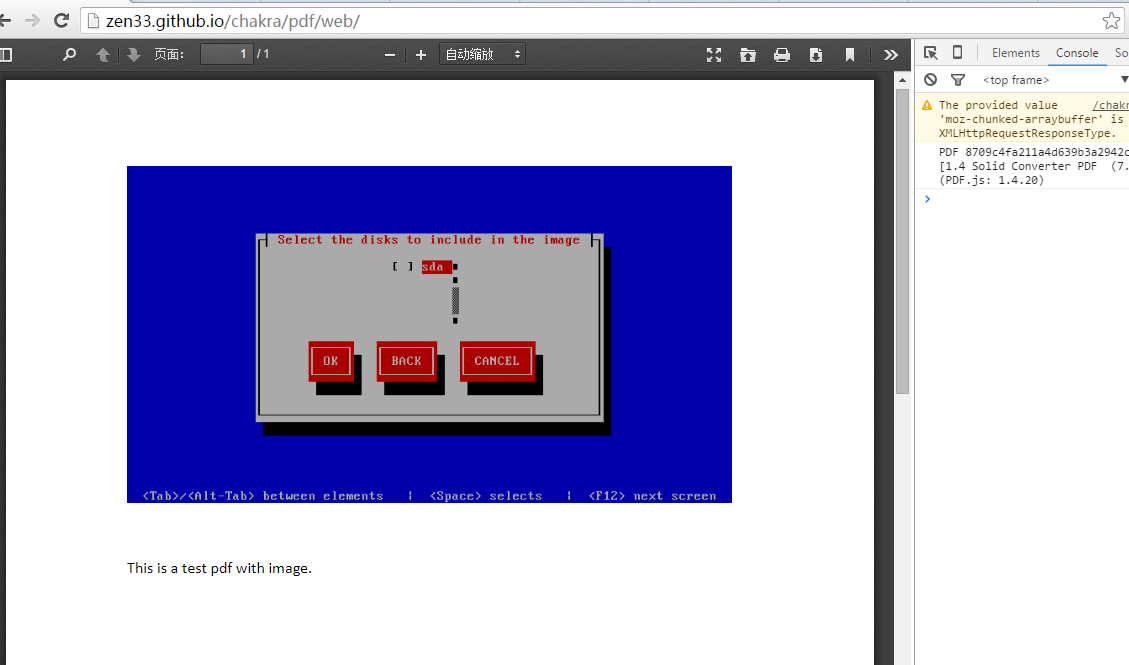 zen33.github.io/chakra/pdf/web/
页面： 1 / 1
自动缩放
Elements Console So
<top frame>
The provided value /chakr
'moz-chunked-arraybuffer' is
XMLHttpRequestResponseType.
PDF 8709c4fa211a4d639b3a2942c
[1.4 Solid Converter PDF (7.
(PDF.js: 1.4.20)
Select the disks to include in the image
[ ] sda
OK BACK CANCEL
<Tab>/<Alt-Tab> between elements | <Space> selects | <F12> next screen
This is a test pdf with image.